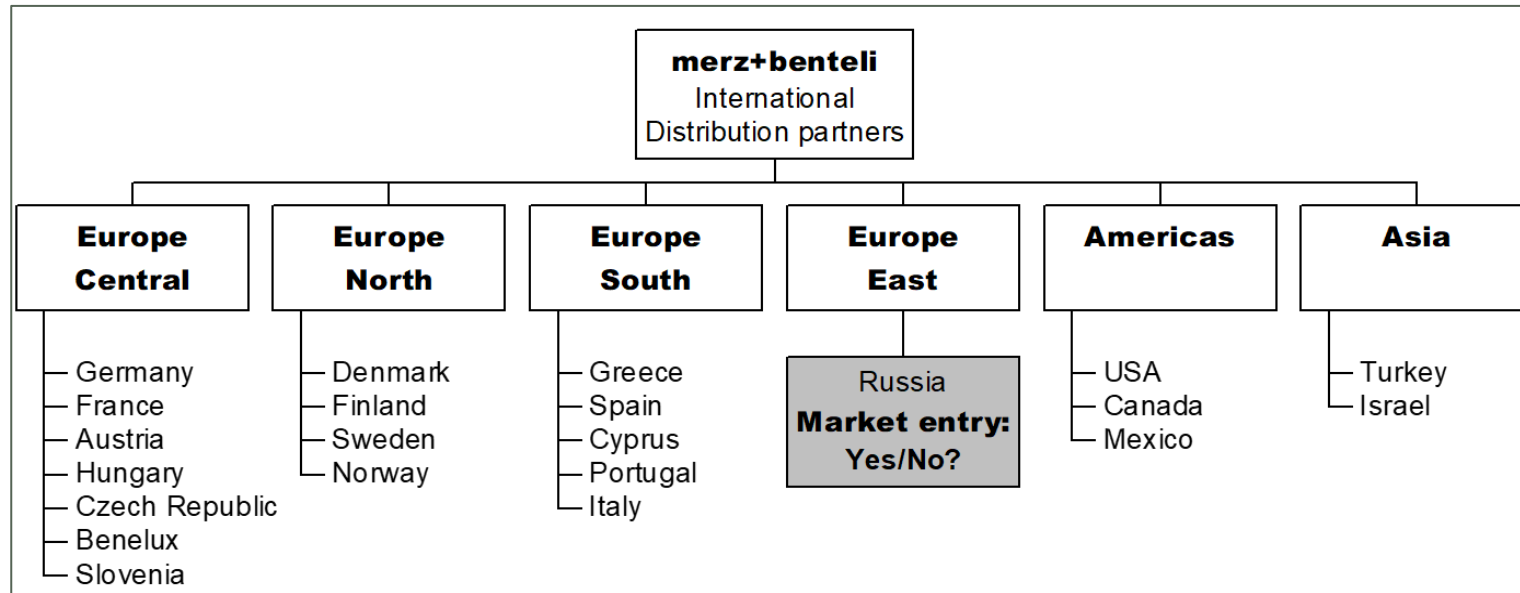 merz+benteli
International
Distribution partners
Europe
Central
Europe
North
Europe
South
Europe
East
Americas
Asia
Germany
France
Austria
Hungary
Czech Republic
Benelux
Slovenia
Denmark
Finland
Sweden
Norway
Greece
Spain
Cyprus
Portugal
Italy
Russia
Market entry:
Yes/No?
USA
Canada
Mexico
Turkey
Israel